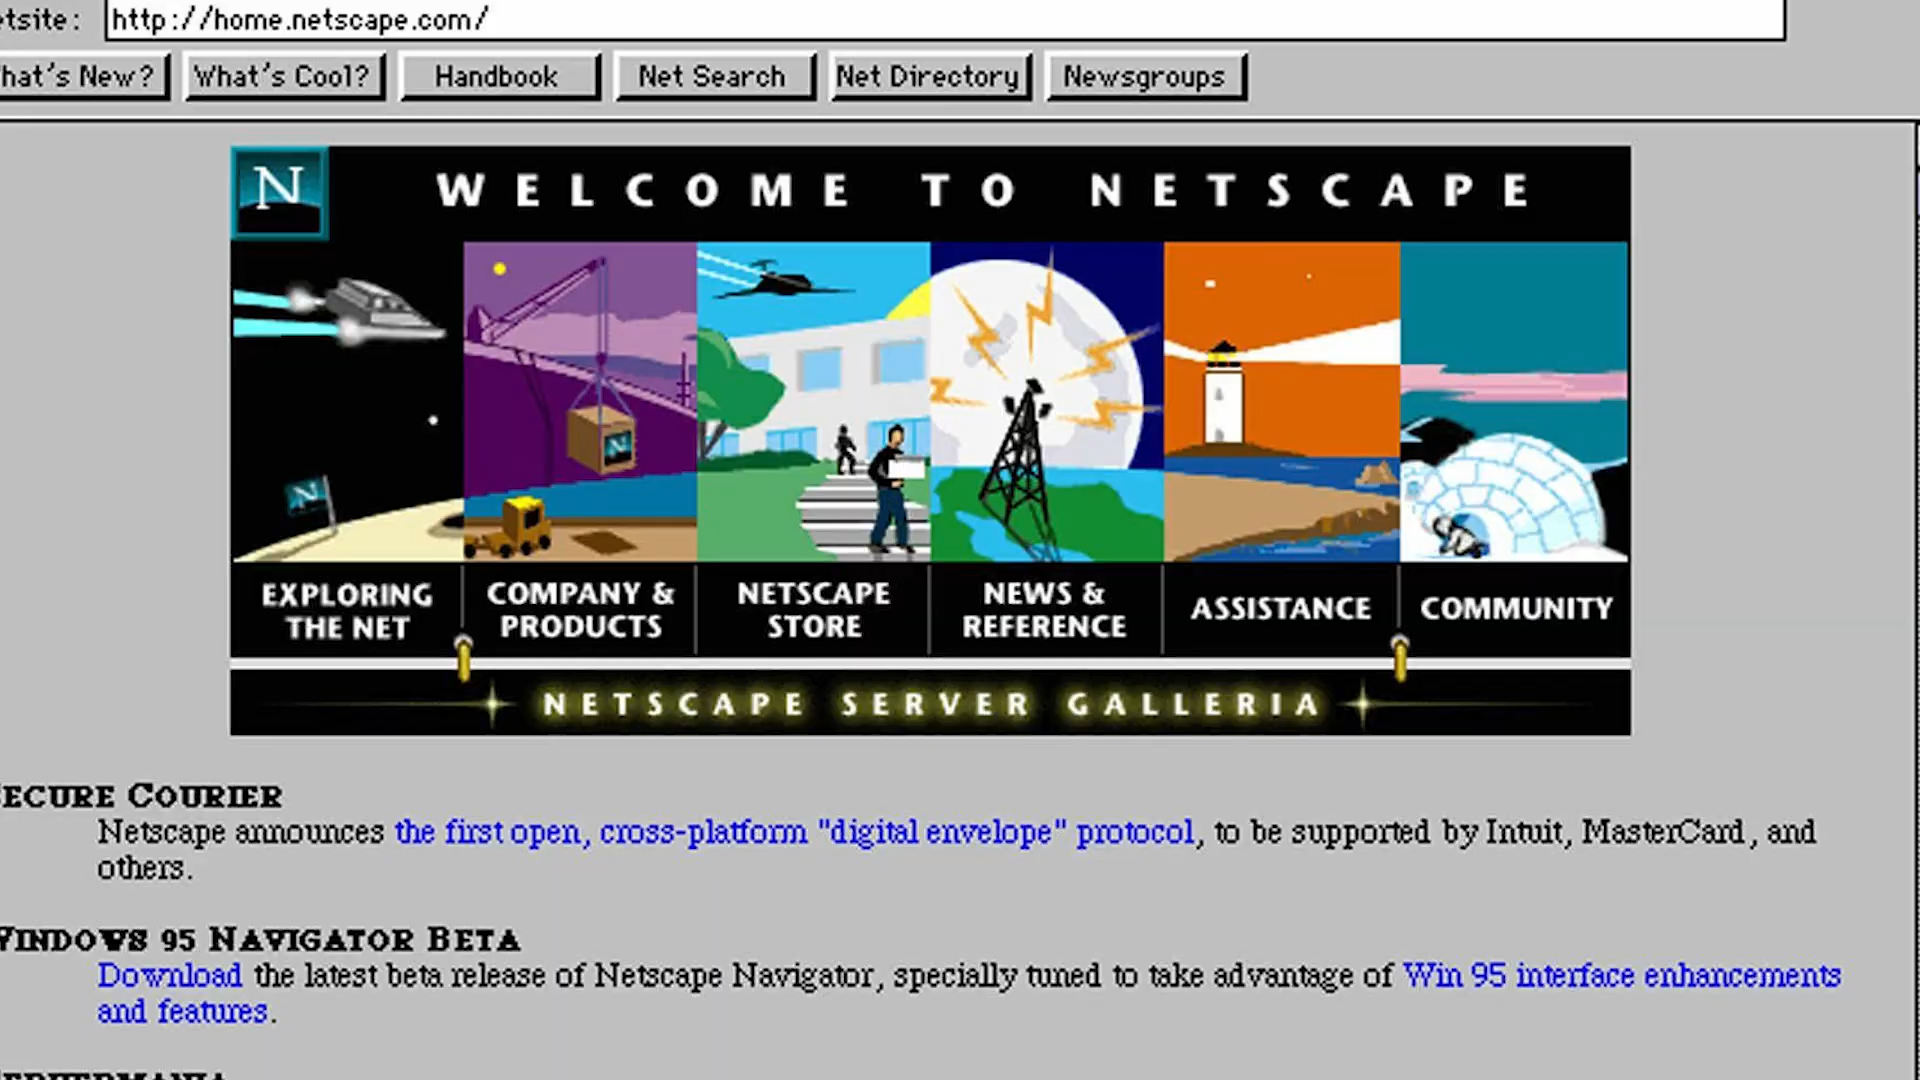 etsite: http://home.netscape.com/
hat's New? What's Cool? Handbook Net Search Net Directory Newsgroups
N WELCOME TO NETSCAPE
N
N
EXPLORING THE NET
COMPANY & PRODUCTS
NETSCAPE STORE
NEWS & REFERENCE
ASSISTANCE
COMMUNITY
NETSCAPE SERVER GALLERIA
SECURE COURIER
Netscape announces the first open, cross-platform "digital envelope" protocol, to be supported by Intuit, MasterCard, and
others.
WINDOWS 95 NAVIGATOR BETA
Download the latest beta release of Netscape Navigator, specially tuned to take advantage of Win 95 interface enhancements
and features.